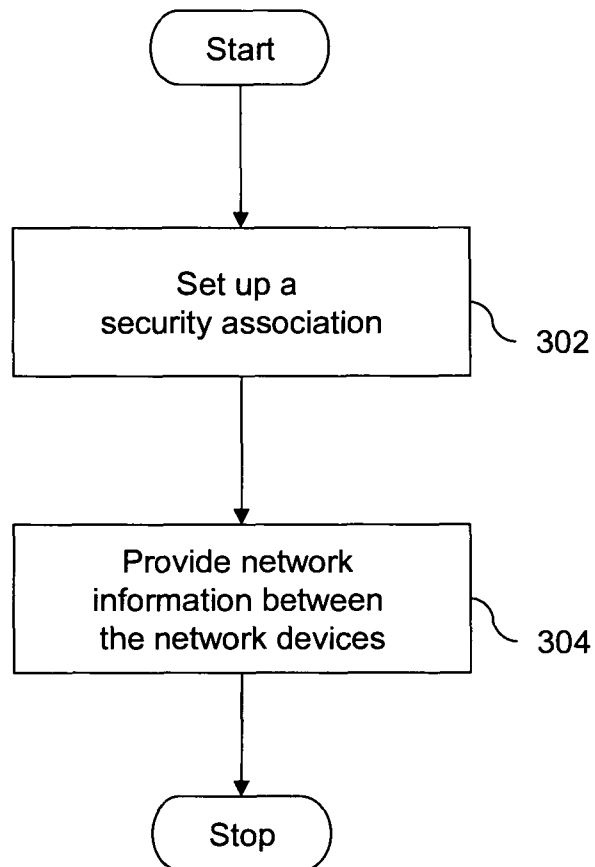 Start
Set up a
security association
302
Provide network
information between
the network devices
304
Stop